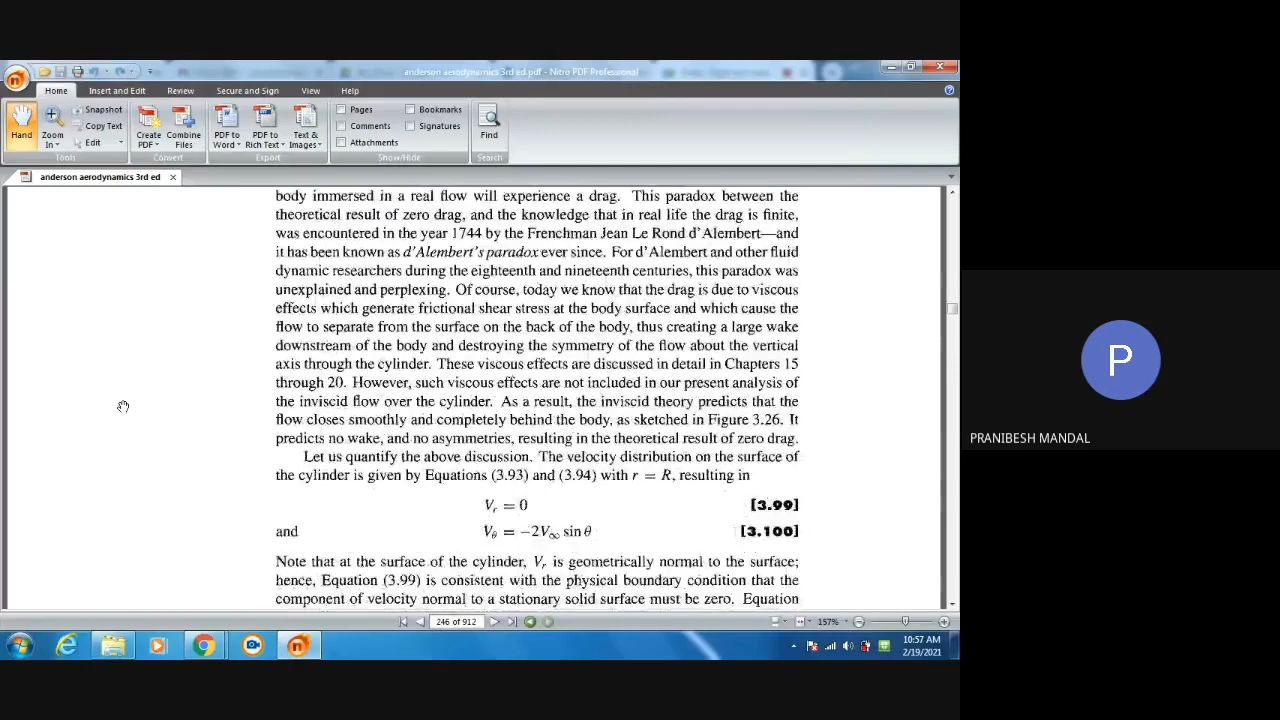 anderson aerodynamics 3rd ed.pdf - Nitro PDF Professional
Home Insert and Edit Review Secure and Sign View Help
Hand
Zoom In
Snapshot
Copy Text
Edit
Tools
Create PDF
Combine Files
Convert
PDF to Word
PDF to Rich Text
Text & Images
Export
Pages Bookmarks
Comments Signatures
Attachments
Show/Hide
Find
Search
anderson aerodynamics 3rd ed
body immersed in a real flow will experience a drag. This paradox between the
theoretical result of zero drag, and the knowledge that in real life the drag is finite,
was encountered in the year 1744 by the Frenchman Jean Le Rond d'Alembert—and
it has been known as d'Alembert's paradox ever since. For d'Alembert and other fluid
dynamic researchers during the eighteenth and nineteenth centuries, this paradox was
unexplained and perplexing. Of course, today we know that the drag is due to viscous
effects which generate frictional shear stress at the body surface and which cause the
flow to separate from the surface on the back of the body, thus creating a large wake
downstream of the body and destroying the symmetry of the flow about the vertical
axis through the cylinder. These viscous effects are discussed in detail in Chapters 15
through 20. However, such viscous effects are not included in our present analysis of
the inviscid flow over the cylinder. As a result, the inviscid theory predicts that the
flow closes smoothly and completely behind the body, as sketched in Figure 3.26. It
predicts no wake, and no asymmetries, resulting in the theoretical result of zero drag.
Let us quantify the above discussion. The velocity distribution on the surface of
the cylinder is given by Equations (3.93) and (3.94) with r = R, resulting in
Vr = 0 [3.99]
and Vθ = −2V∞ sin θ [3.100]
Note that at the surface of the cylinder, Vr is geometrically normal to the surface;
hence, Equation (3.99) is consistent with the physical boundary condition that the
component of velocity normal to a stationary solid surface must be zero. Equation
246 of 912
157%
10:57 AM
2/19/2021
P
PRANIBESH MANDAL